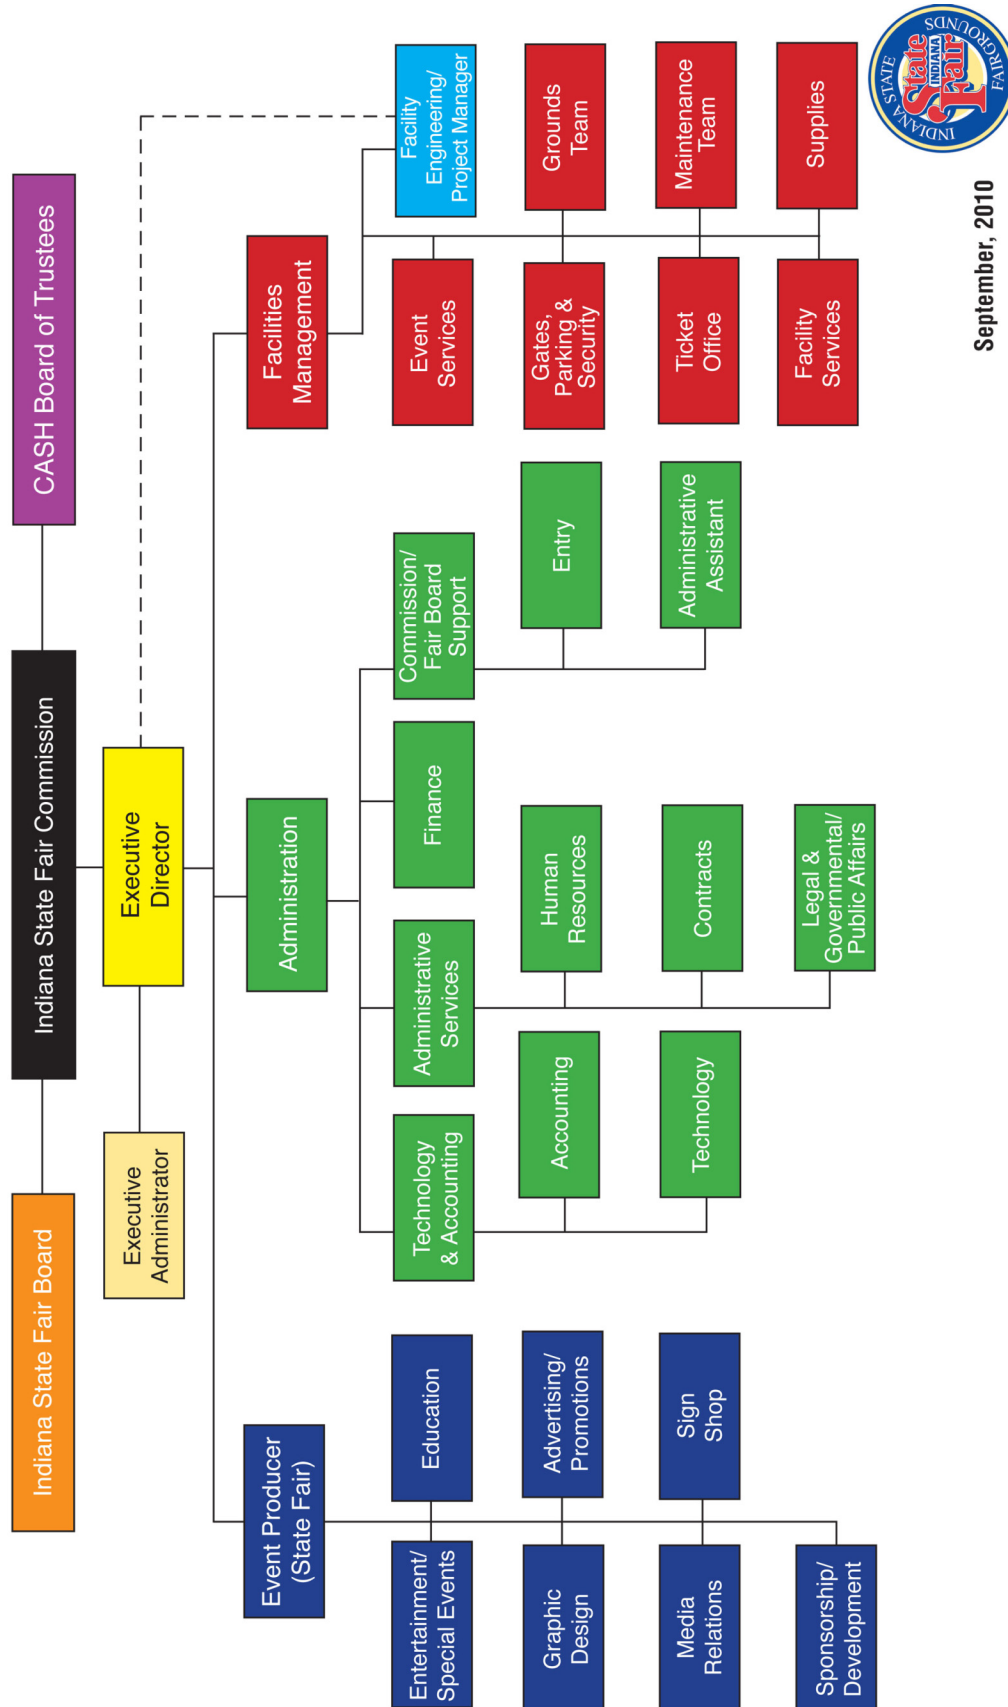 Indiana State Fair Board
Indiana State Fair Commission
CASH Board of Trustees
Executive
Administrator
Executive
Director
Event Producer
(State Fair)
Administration
Facilities
Management
Entertainment/
Special Events
Education
Graphic
Design
Advertising/
Promotions
Media
Relations
Sign
Shop
Sponsorship/
Development
Technology
& Accounting
Administrative
Services
Finance
Commission/
Fair Board
Support
Accounting
Technology
Human
Resources
Contracts
Legal &
Governmental/
Public Affairs
Entry
Administrative
Assistant
Facility
Engineering/
Project Manager
Event
Services
Gates,
Parking &
Security
Grounds
Team
Ticket
Office
Maintenance
Team
Facility
Services
Supplies
September, 2010
INDIANA STATE
State
INDIANA
Fair
FAIRGROUNDS